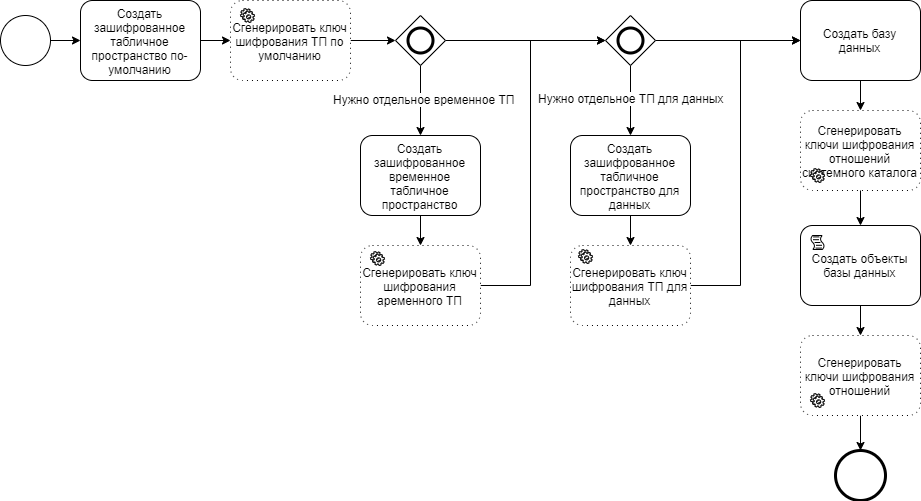 Создать
зашифрованное
табличное
пространство по-
умолчанию
Сгенерировать ключ
шифрования ТП по
умолчанию
Нужно отдельное временное ТП
Создать
зашифрованное
временное
табличное
пространство
Сгенерировать ключ
шифрования
аременного ТП
Нужно отдельное ТП для данных
Создать
зашифрованное
табличное
пространство для
данных
Сгенерировать ключ
шифрования ТП для
данных
Создать базу
данных
Сгенерировать
ключи шифрования
отношений
системного каталога
Создать объекты
базы данных
Сгенерировать
ключи шифрования
отношений